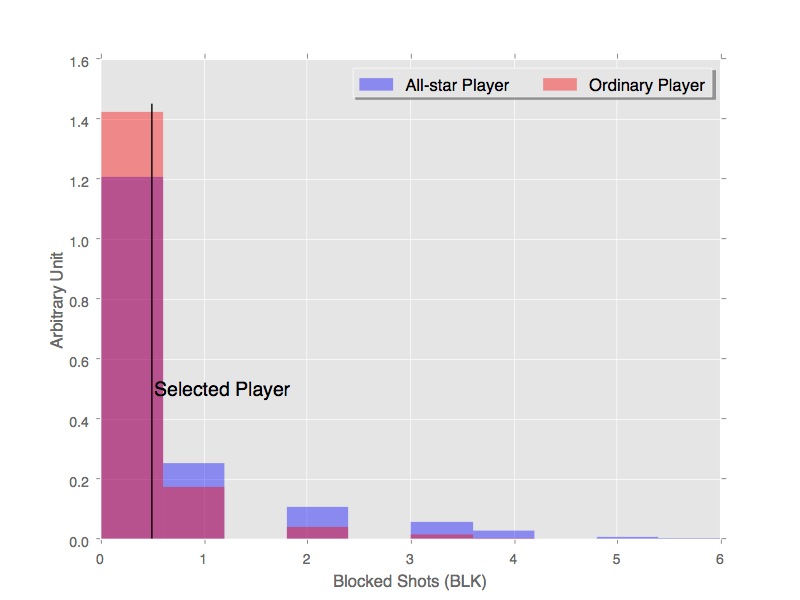 1.6
All-star Player Ordinary Player
1.4
1.2
1.0
Arbitrary Unit
0.8
0.6
Selected Player
0.4
0.2
0.0
0 1 2 3 4 5 6
Blocked Shots (BLK)